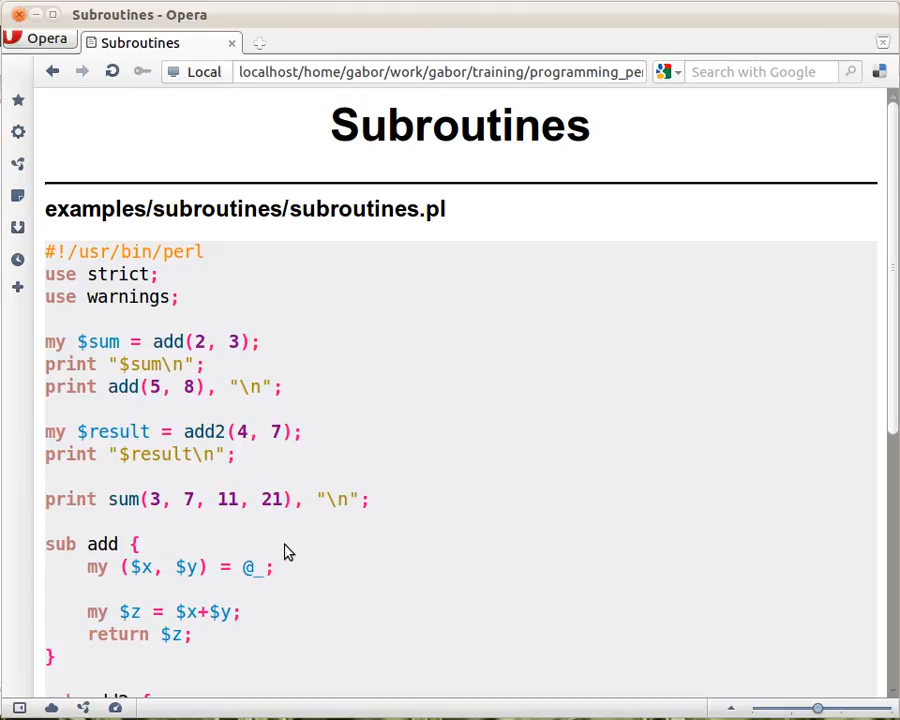 Subroutines - Opera
Opera
Subroutines
Local
localhost/home/gabor/work/gabor/training/programming_pe
Search with Google
Subroutines
examples/subroutines/subroutines.pl
#!/usr/bin/perl
use strict;
use warnings;
my $sum = add(2, 3);
print "$sum\n";
print add(5, 8), "\n";
my $result = add2(4, 7);
print "$result\n";
print sum(3, 7, 11, 21), "\n";
sub add {
my ($x, $y) = @_;
my $z = $x+$y;
return $z;
}